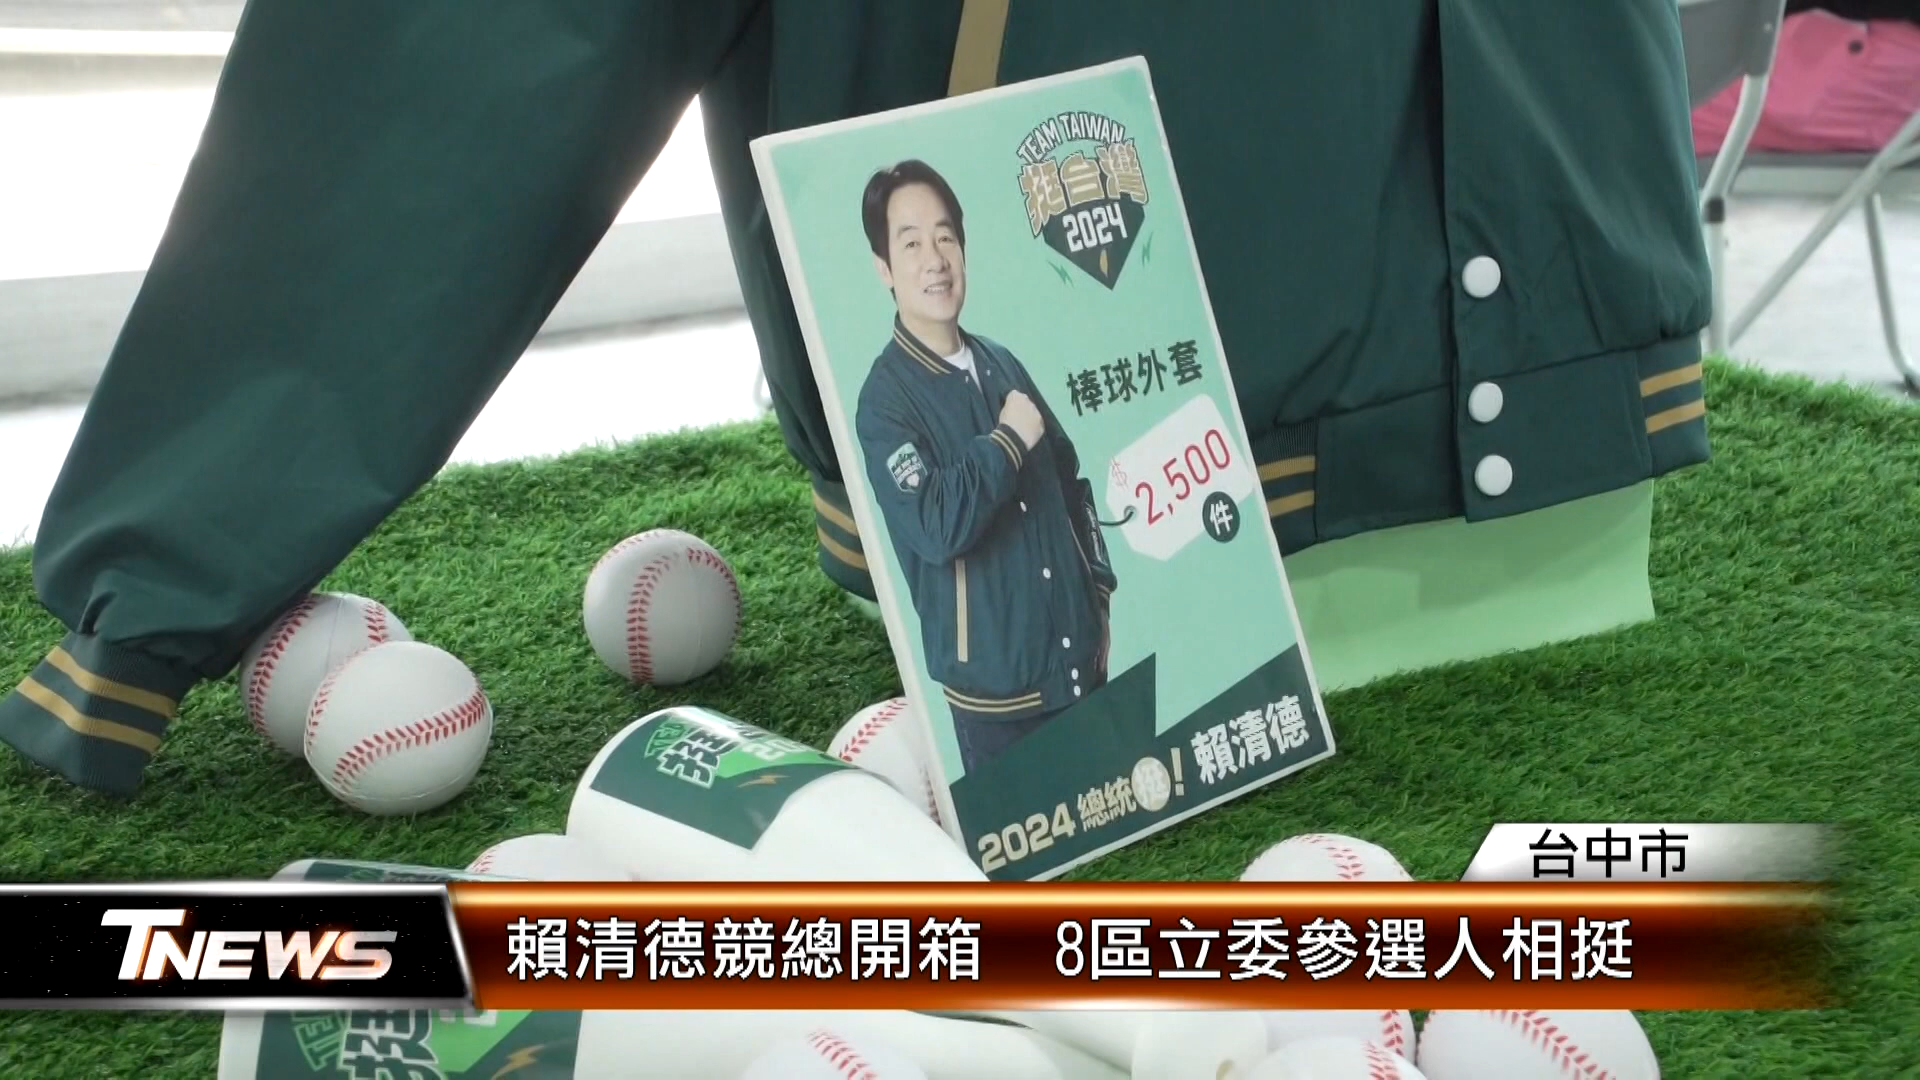 TEAM TAIWAN
挺台灣
2024
棒球外套
$2,500
件
2024 總統挺! 賴清德
挺
台中市
TNEWS
賴清德競總開箱 8區立委參選人相挺
挺